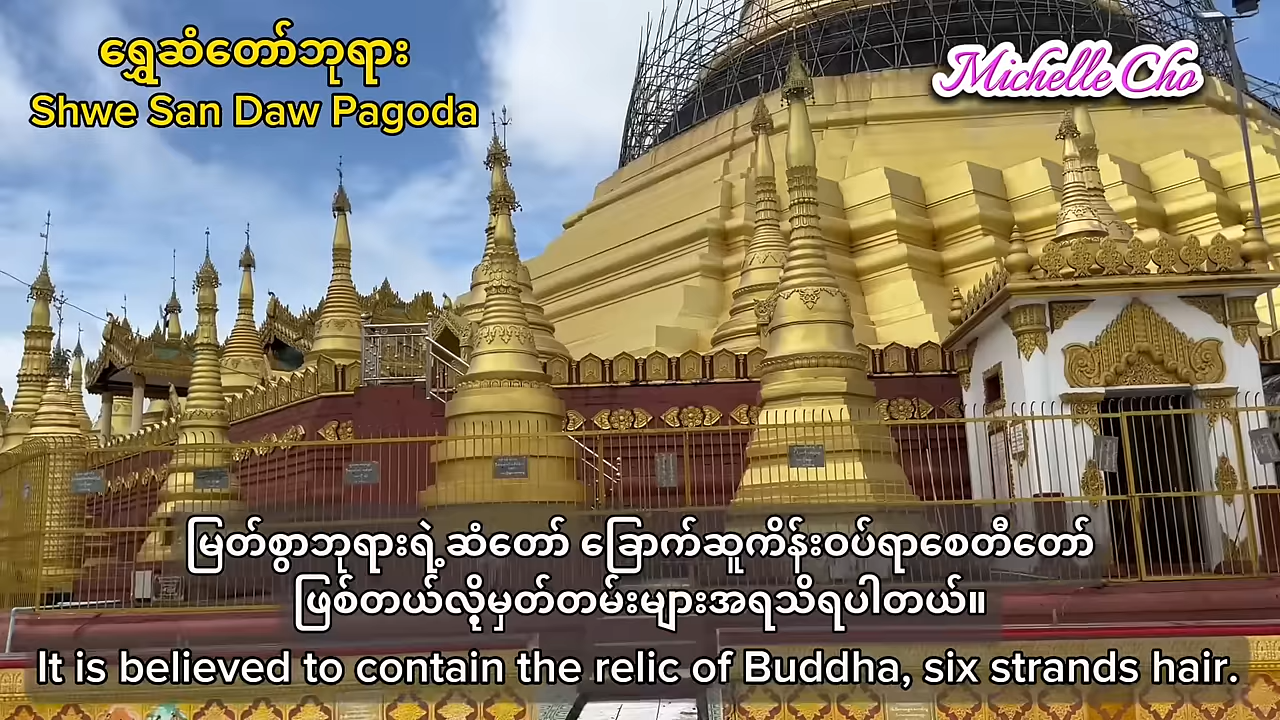 ရွှေဆံတော်ဘုရား
Shwe San Daw Pagoda
Michelle Cho
မြတ်စွာဘုရားရဲ့ဆံတော် ခြောက်ဆူကိန်းဝပ်ရာစေတီတော်
ဖြစ်တယ်လို့မှတ်တမ်းများအရသိရပါတယ်။
It is believed to contain the relic of Buddha, six strands hair.